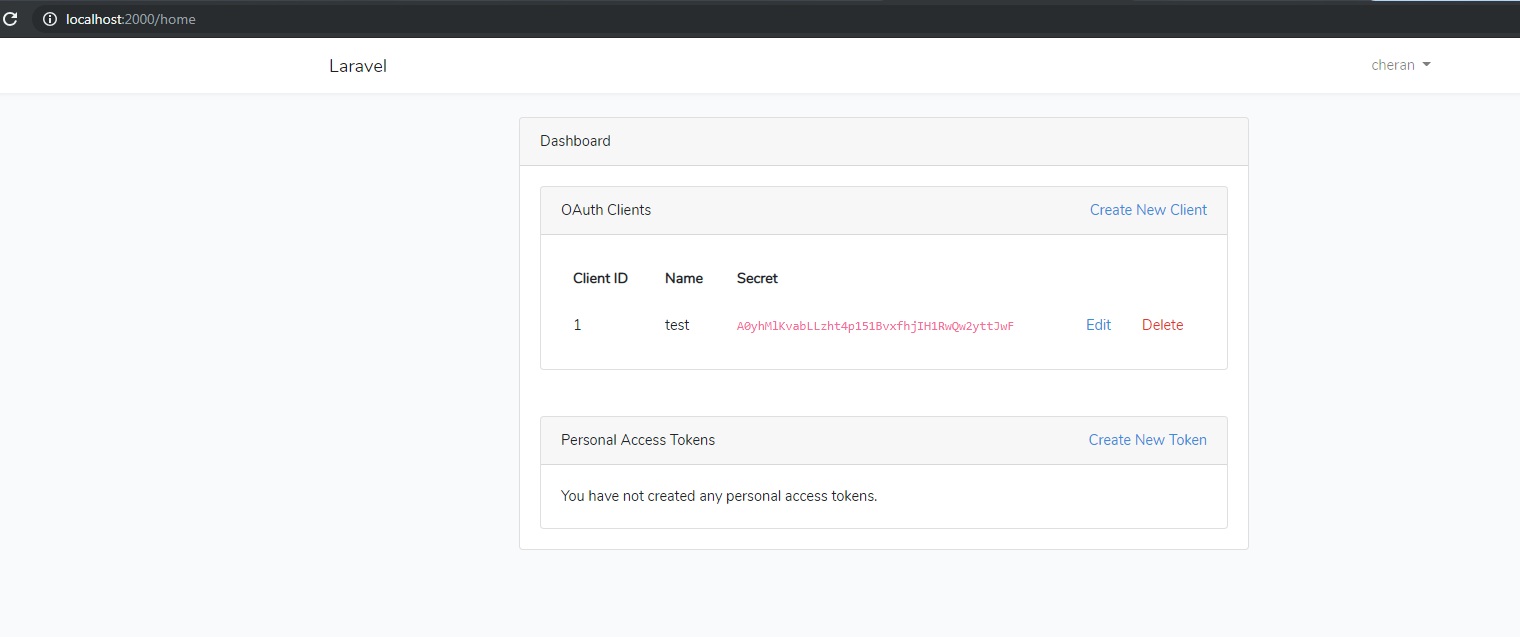 localhost:2000/home
Laravel
cheran
Dashboard
OAuth Clients Create New Client
Client ID Name Secret
1 test A0yhMlKvabLLzht4p151BvxfhjIH1RwQw2yttJwF Edit Delete
Personal Access Tokens Create New Token
You have not created any personal access tokens.